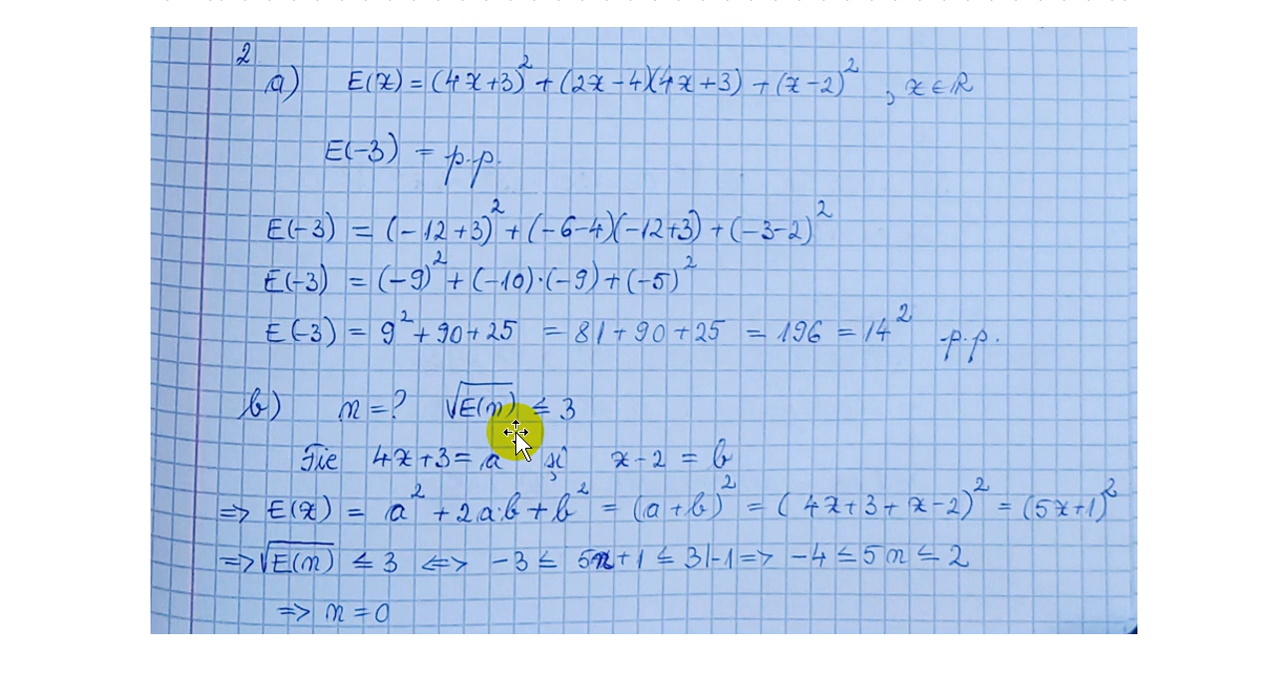 2
a) E(x) = (4x+3)² + (2x-4)(4x+3) + (x-2)² , x ∈ ℝ
E(-3) = p.p.
E(-3) = (-12+3)² + (-6-4)(-12+3) + (-3-2)²
E(-3) = (-9)² + (-10)·(-9) + (-5)²
E(-3) = 9² + 90 + 25 = 81 + 90 + 25 = 196 = 14² p.p.
b) n = ? √E(n) ≤ 3
Fie 4x+3 = a și x-2 = b
=> E(x) = a² + 2a·b + b² = (a+b)² = (4x+3+x-2)² = (5x+1)²
=> √E(n) ≤ 3 <=> -3 ≤ 5n+1 ≤ 3 |-1 => -4 ≤ 5n ≤ 2
=> n = 0